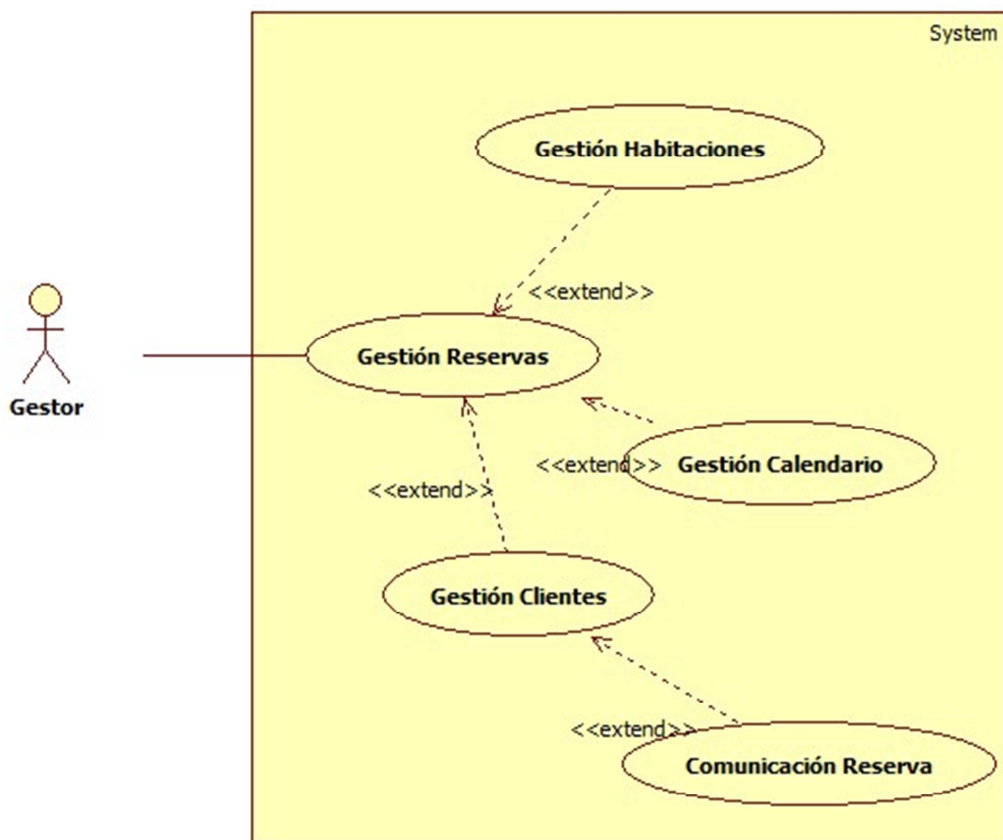 System
Gestión Habitaciones
<<extend>>
Gestión Reservas
Gestor
<<extend>>
Gestión Calendario
<<extend>>
Gestión Clientes
<<extend>>
Comunicación Reserva